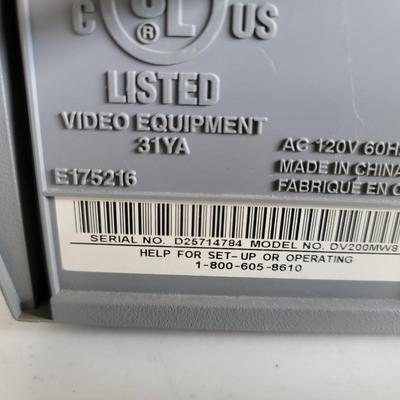 C UL US
®
LISTED
VIDEO EQUIPMENT
31YA
AC 120V 60H
MADE IN CHINA
E175216
FABRIQUÉ EN C
SERIAL NO. D25714784 MODEL NO. DV200MW8
HELP FOR SET-UP OR OPERATING
1-800-605-8610